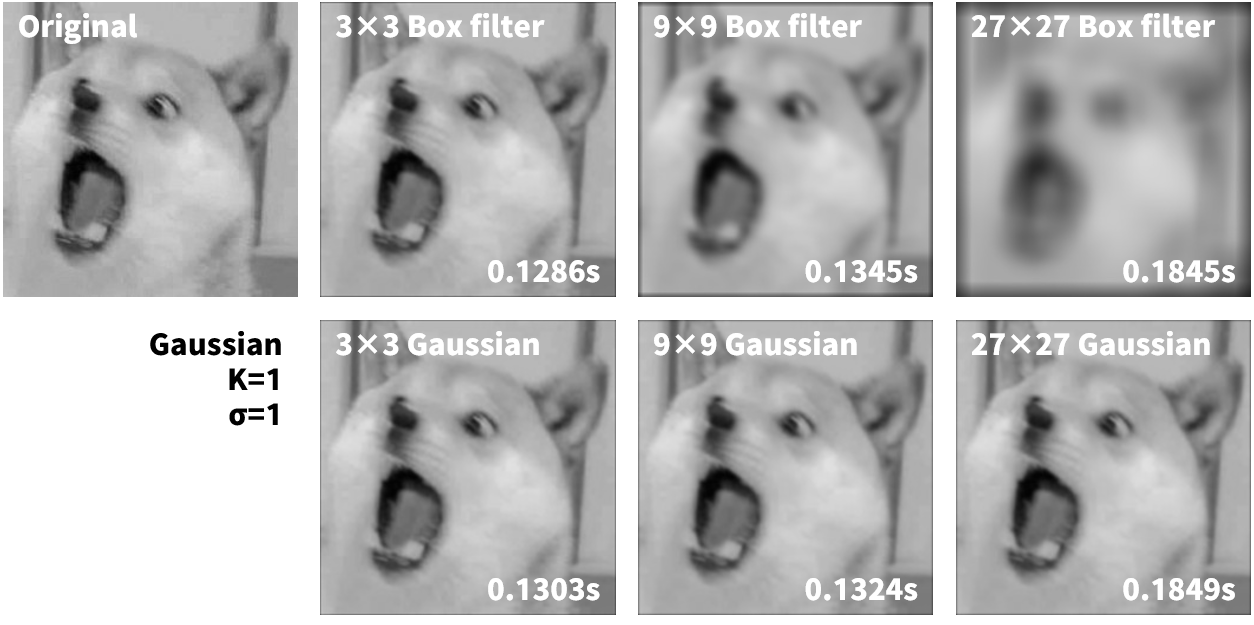 Original
3×3 Box filter
9×9 Box filter
27×27 Box filter
0.1286s
0.1345s
0.1845s
Gaussian
K=1
σ=1
3×3 Gaussian
9×9 Gaussian
27×27 Gaussian
0.1303s
0.1324s
0.1849s